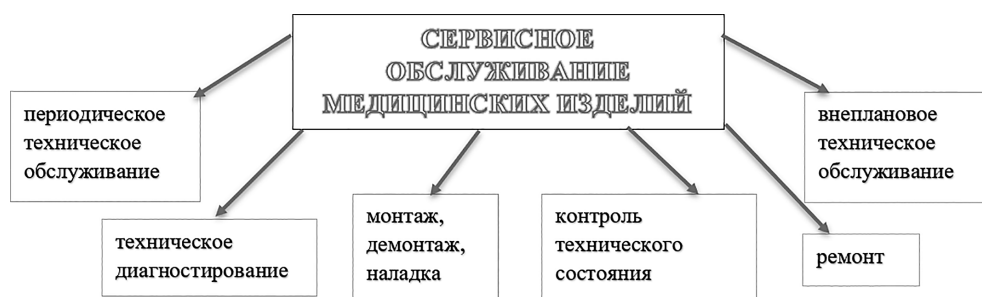 СЕРВИСНОЕ
ОБСЛУЖИВАНИЕ
МЕДИЦИНСКИХ ИЗДЕЛИЙ
периодическое
техническое
обслуживание
техническое
диагностирование
монтаж,
демонтаж,
наладка
контроль
технического
состояния
ремонт
внеплановое
техническое
обслуживание